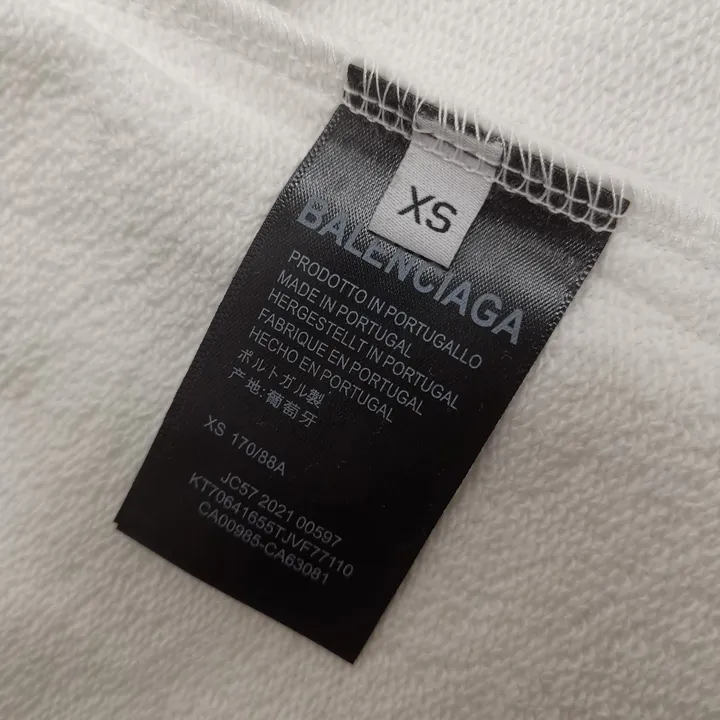 XS
BALENCIAGA
PRODOTTO IN PORTUGALLO
MADE IN PORTUGAL
HERGESTELLT IN PORTUGAL
FABRIQUE EN PORTUGAL
HECHO EN PORTUGAL
ポルトガル製
产地:葡萄牙
XS 170/88A
JC57 2021 00597
KT70641655TJVF77110
CA00985-CA63081